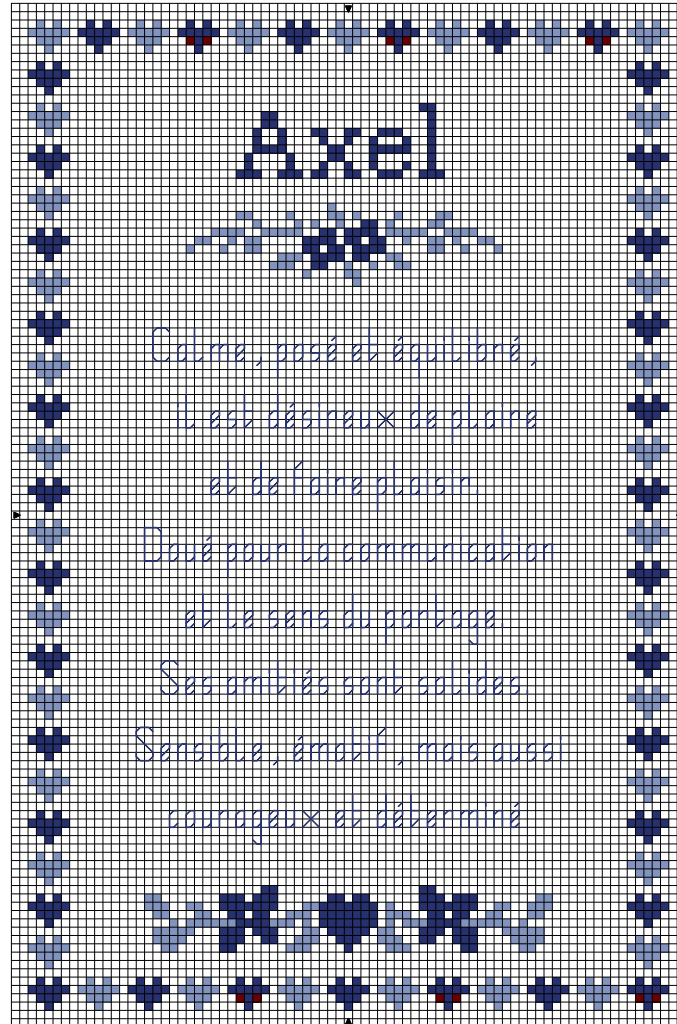 Axel
Calme, posé et équilibré,
il est désireux de plaire
et de faire plaisir
Doué pour la communication
et le sens du partage
Ses amitiés sont solides.
Sensible, émotif, mais aussi
courageux et déterminé